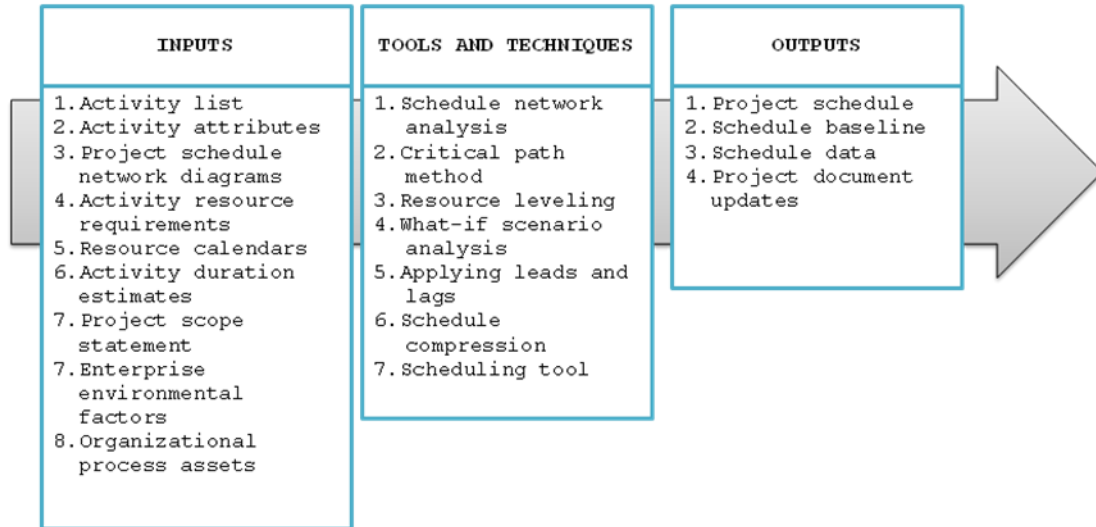 INPUTS
1.Activity list
2.Activity attributes
3.Project schedule
network diagrams
4.Activity resource
requirements
5.Resource calendars
6.Activity duration
estimates
7.Project scope
statement
7.Enterprise
environmental
factors
8.Organizational
process assets
TOOLS AND TECHNIQUES
1.Schedule network
analysis
2.Critical path
method
3.Resource leveling
4.What-if scenario
analysis
5.Applying leads and
lags
6.Schedule
compression
7.Scheduling tool
OUTPUTS
1.Project schedule
2.Schedule baseline
3.Schedule data
4.Project document
updates